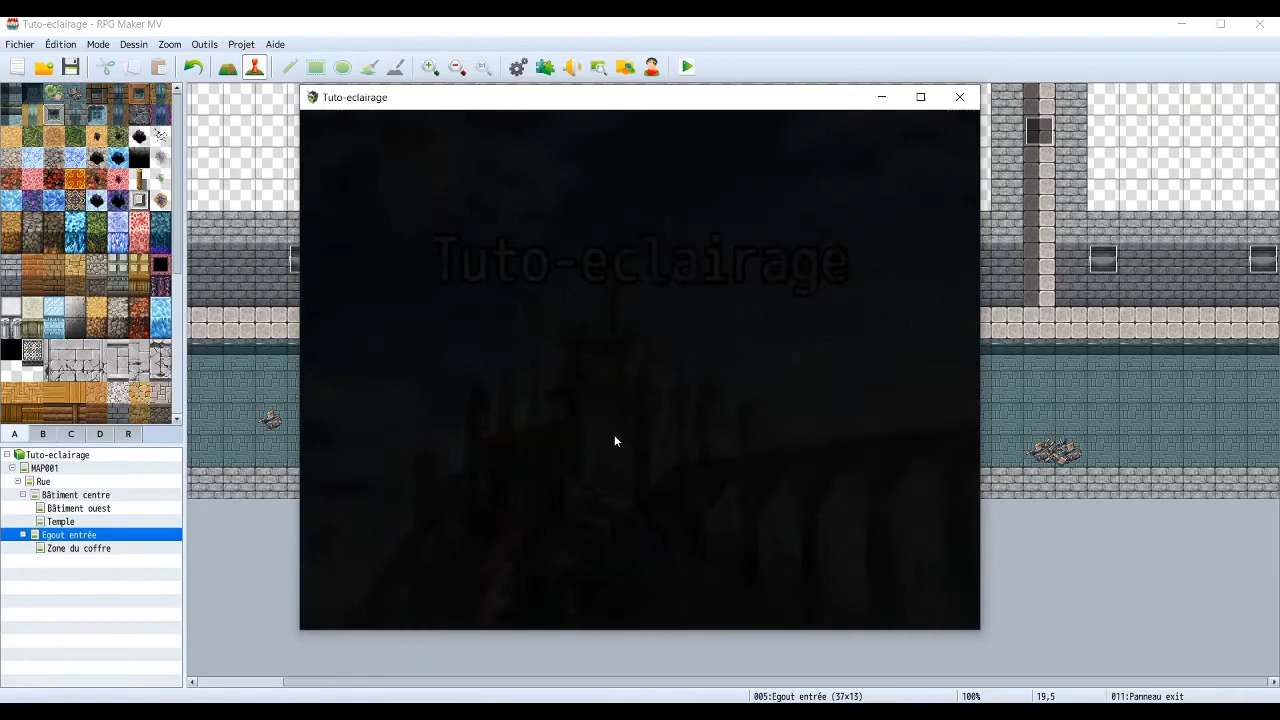 Tuto-eclairage - RPG Maker MV
Fichier Édition Mode Dessin Zoom Outils Projet Aide
1:1
Tuto-eclairage
Tuto-eclairage
A B C D R
Tuto-eclairage
MAP001
Rue
Bâtiment centre
Bâtiment ouest
Temple
Egout entrée
Zone du coffre
005:Egout entrée (37x13) 100% 19,5 011:Panneau exit